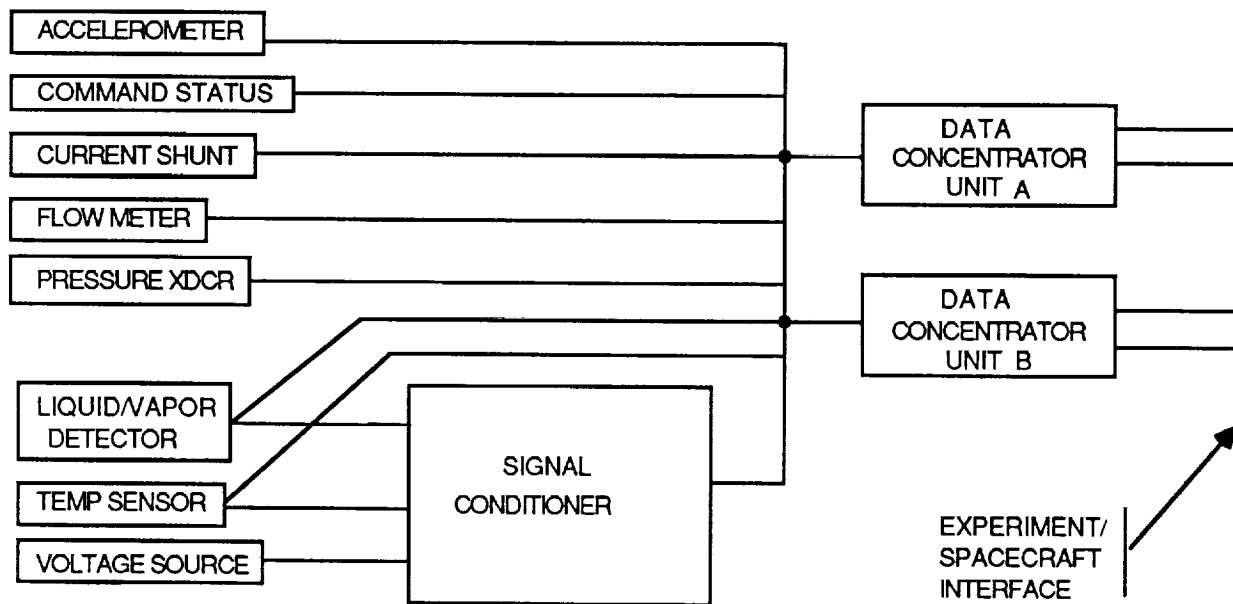 ACCELEROMETER
COMMAND STATUS
CURRENT SHUNT
FLOW METER
PRESSURE XDCR
LIQUID/VAPOR
DETECTOR
TEMP SENSOR
VOLTAGE SOURCE
SIGNAL
CONDITIONER
DATA
CONCENTRATOR
UNIT A
DATA
CONCENTRATOR
UNIT B
EXPERIMENT/
SPACECRAFT
INTERFACE